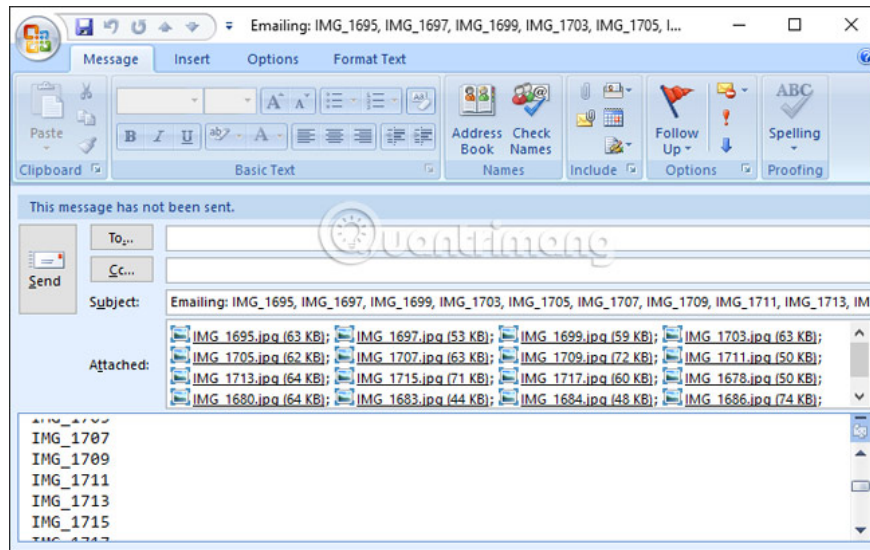 Emailing: IMG_1695, IMG_1697, IMG_1699, IMG_1703, IMG_1705, I...
Message Insert Options Format Text
Paste
Clipboard
B I U ab A
Basic Text
Address Book
Check Names
Names
Include
Follow Up
Options
ABC
Spelling
Proofing
This message has not been sent.
Quantrimang
Send
To...
Cc...
Subject: Emailing: IMG_1695, IMG_1697, IMG_1699, IMG_1703, IMG_1705, IMG_1707, IMG_1709, IMG_1711, IMG_1713, IM
Attached:
IMG_1695.jpg (63 KB); IMG_1697.jpg (53 KB); IMG_1699.jpg (59 KB); IMG_1703.jpg (63 KB);
IMG_1705.jpg (62 KB); IMG_1707.jpg (63 KB); IMG_1709.jpg (72 KB); IMG_1711.jpg (50 KB);
IMG_1713.jpg (64 KB); IMG_1715.jpg (71 KB); IMG_1717.jpg (60 KB); IMG_1678.jpg (50 KB);
IMG_1680.jpg (64 KB); IMG_1683.jpg (44 KB); IMG_1684.jpg (48 KB); IMG_1686.jpg (74 KB);
IMG_1707
IMG_1709
IMG_1711
IMG_1713
IMG_1715